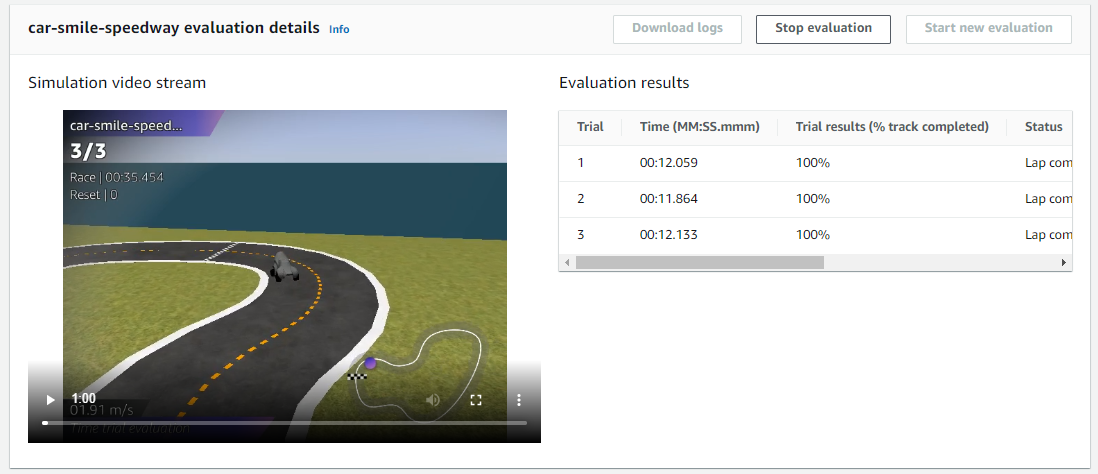 car-smile-speedway evaluation details Info
Download logs
Stop evaluation
Start new evaluation
Simulation video stream
car-smile-speed...
3/3
Race | 00:35.454
Reset | 0
1:00
01.91 m/s
Time trial evaluation
Evaluation results
Trial Time (MM:SS.mmm) Trial results (% track completed) Status
1 00:12.059 100% Lap com
2 00:11.864 100% Lap com
3 00:12.133 100% Lap com